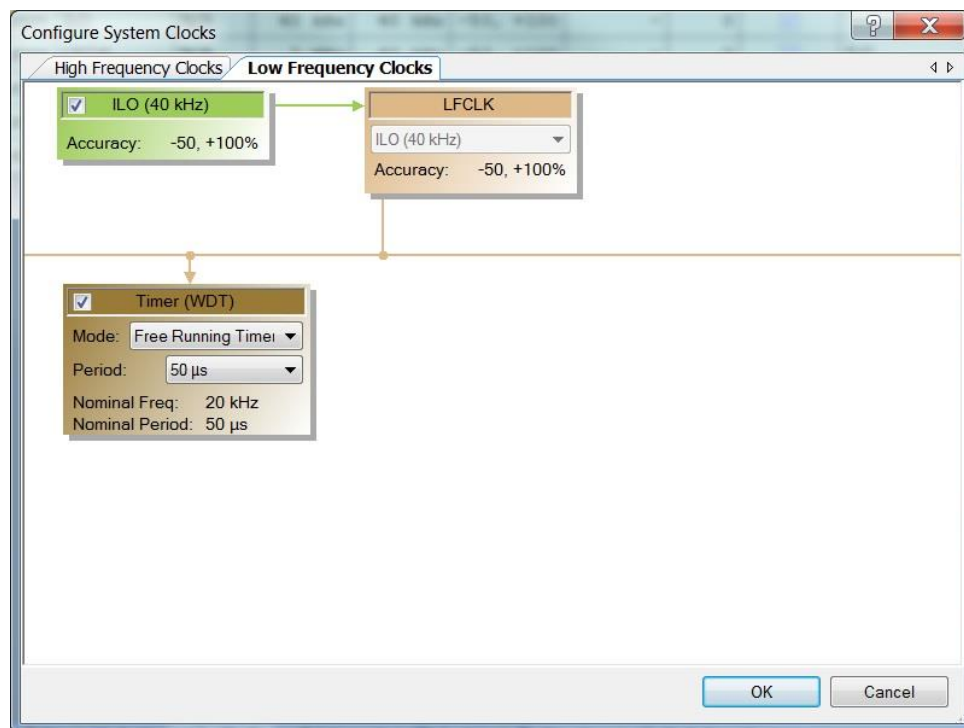 Configure System Clocks
High Frequency Clocks
Low Frequency Clocks
ILO (40 kHz)
Accuracy: -50, +100%
LFCLK
ILO (40 kHz)
Accuracy: -50, +100%
Timer (WDT)
Mode: Free Running Timer
Period: 50 µs
Nominal Freq: 20 kHz
Nominal Period: 50 µs
OK
Cancel